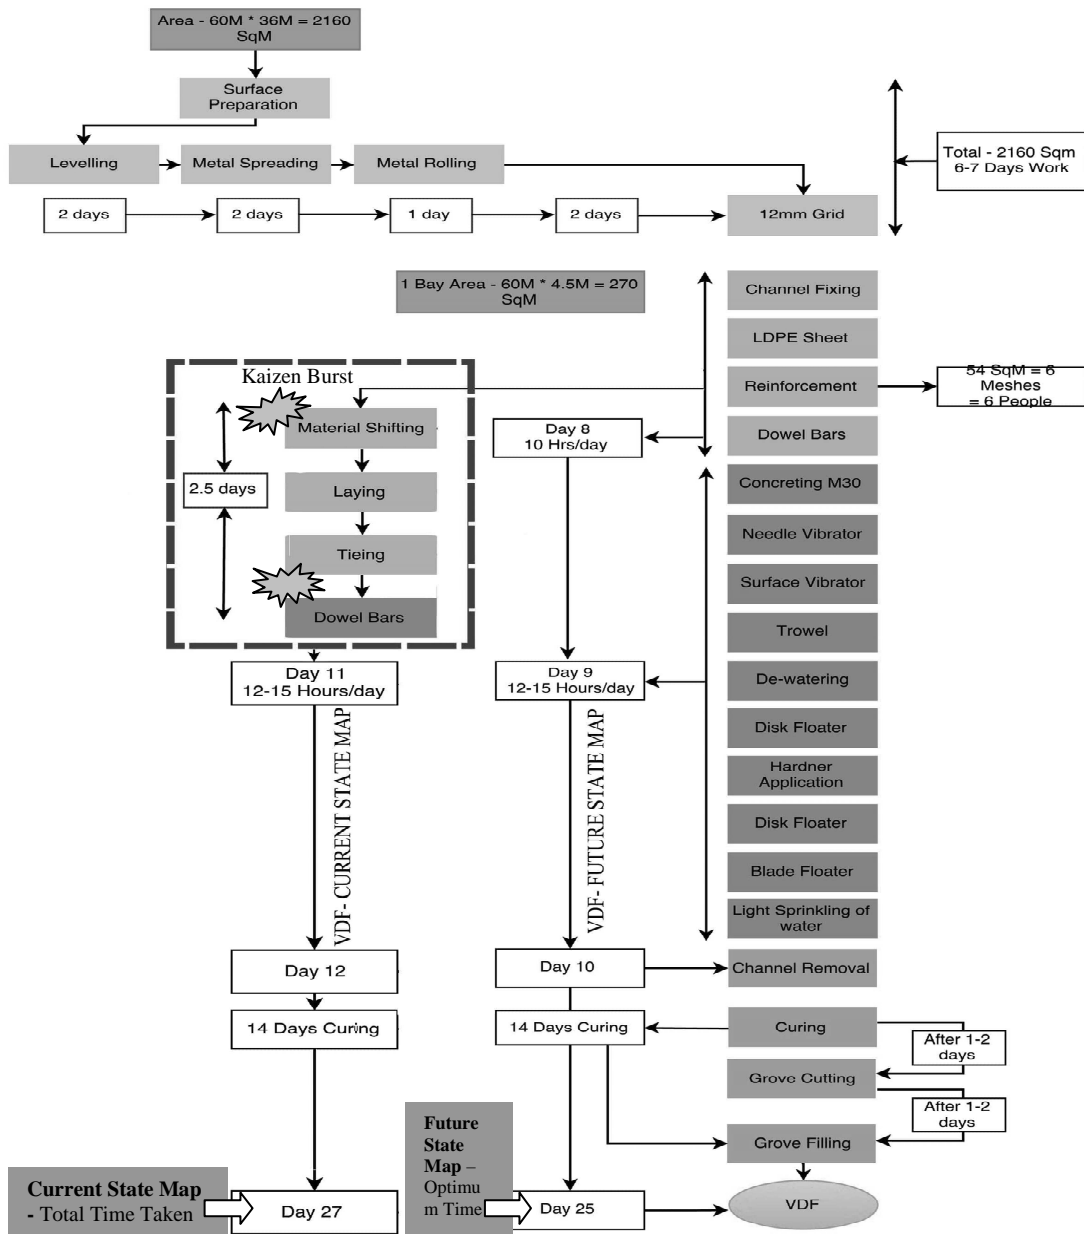 Area - 60M * 36M = 2160
SqM
Surface
Preparation
Levelling
Metal Spreading
Metal Rolling
Total - 2160 Sqm
6-7 Days Work
2 days
2 days
1 day
2 days
12mm Grid
1 Bay Area - 60M * 4.5M = 270
SqM
Channel Fixing
LDPE Sheet
Reinforcement
54 SqM = 6
Meshes
= 6 People
Dowel Bars
Kaizen Burst
Material Shifting
2.5 days
Laying
Tieing
Dowel Bars
Day 8
10 Hrs/day
Concreting M30
Needle Vibrator
Surface Vibrator
Trowel
De-watering
Disk Floater
Hardner
Application
Disk Floater
Blade Floater
Light Sprinkling of
water
Day 11
12-15 Hours/day
Day 9
12-15 Hours/day
VDF- CURRENT STATE MAP
VDF- FUTURE STATE MAP
Day 12
Day 10
Channel Removal
14 Days Curing
14 Days Curing
Curing
After 1-2
days
Grove Cutting
After 1-2
days
Grove Filling
Current State Map
- Total Time Taken
Day 27
Future
State
Map –
Optimu
m Time
Day 25
VDF